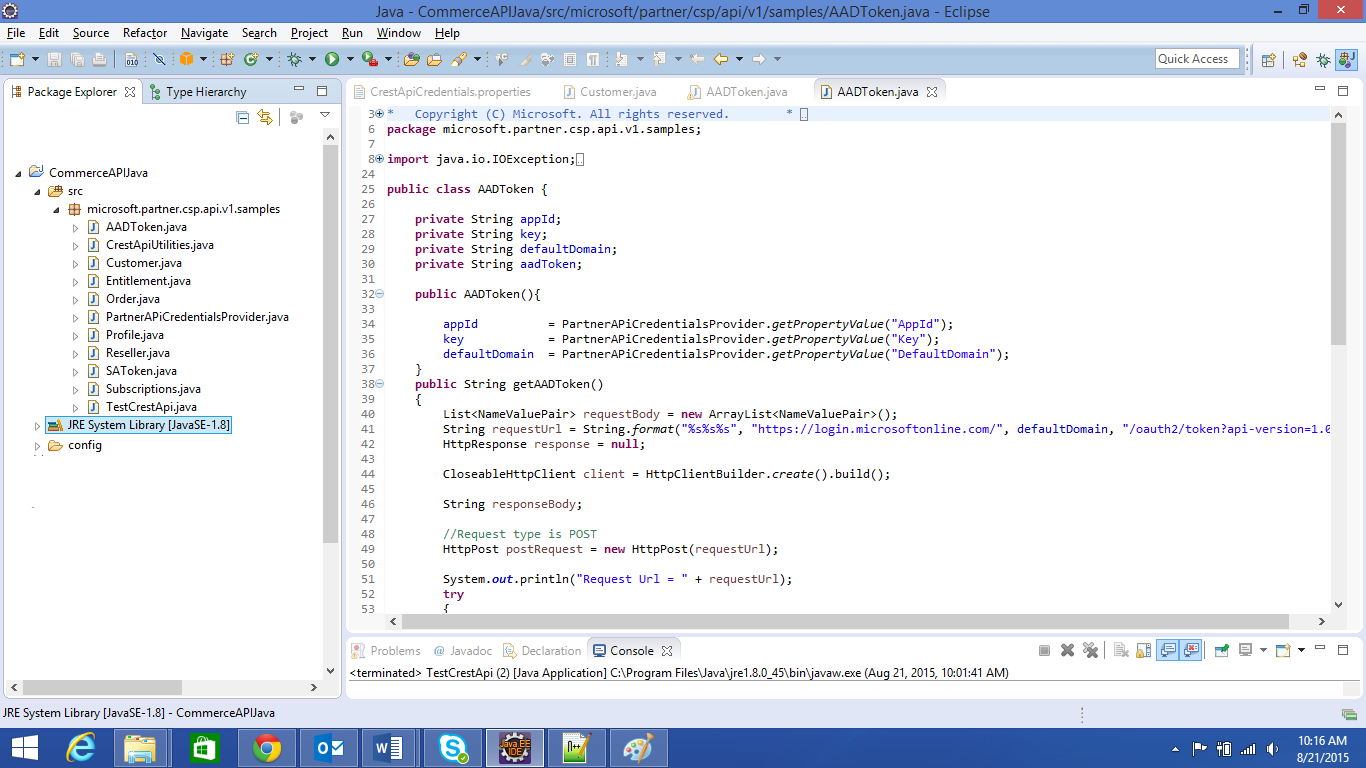 Java - CommerceAPIJava/src/microsoft/partner/csp/api/v1/samples/AADToken.java - Eclipse
File Edit Source Refactor Navigate Search Project Run Window Help
Quick Access
Package Explorer Type Hierarchy
CommerceAPIJava
src
microsoft.partner.csp.api.v1.samples
AADToken.java
CrestApiUtilities.java
Customer.java
Entitlement.java
Order.java
PartnerAPiCredentialsProvider.java
Profile.java
Reseller.java
SAToken.java
Subscriptions.java
TestCrestApi.java
JRE System Library [JavaSE-1.8]
config
CrestApiCredentials.properties Customer.java AADToken.java AADToken.java
3 * Copyright (C) Microsoft. All rights reserved. *
6 package microsoft.partner.csp.api.v1.samples;
7
8 import java.io.IOException;
24
25 public class AADToken {
26
27 private String appId;
28 private String key;
29 private String defaultDomain;
30 private String aadToken;
31
32 public AADToken(){
33
34 appId = PartnerAPiCredentialsProvider.getPropertyValue("AppId");
35 key = PartnerAPiCredentialsProvider.getPropertyValue("Key");
36 defaultDomain = PartnerAPiCredentialsProvider.getPropertyValue("DefaultDomain");
37 }
38 public String getAADToken()
39 {
40 List<NameValuePair> requestBody = new ArrayList<NameValuePair>();
41 String requestUrl = String.format("%s%s%s", "https://login.microsoftonline.com/", defaultDomain, "/oauth2/token?api-version=1.0
42 HttpResponse response = null;
43
44 CloseableHttpClient client = HttpClientBuilder.create().build();
45
46 String responseBody;
47
48 //Request type is POST
49 HttpPost postRequest = new HttpPost(requestUrl);
50
51 System.out.println("Request Url = " + requestUrl);
52 try
53 {
Problems @ Javadoc Declaration Console
<terminated> TestCrestApi (2) [Java Application] C:\Program Files\Java\jre1.8.0_45\bin\javaw.exe (Aug 21, 2015, 10:01:41 AM)
JRE System Library [JavaSE-1.8] - CommerceAPIJava
Java EE
IDE
10:16 AM
8/21/2015